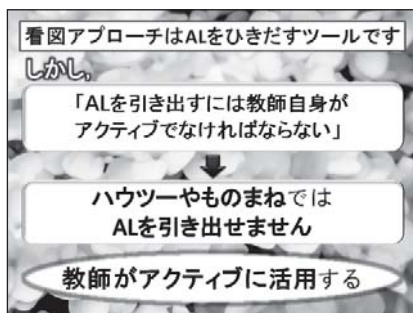 看図アプローチはALをひきだすツールです
しかし,
「ALを引き出すには教師自身が
アクティブでなければならない」
ハウツーやものまねでは
ALを引き出せません
教師がアクティブに活用する